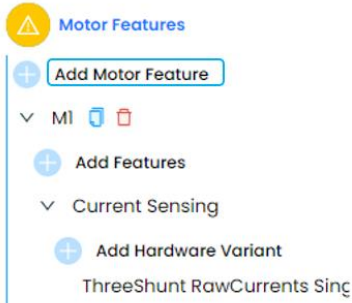 Motor Features
Add Motor Feature
M1
Add Features
Current Sensing
Add Hardware Variant
ThreeShunt RawCurrents Sing